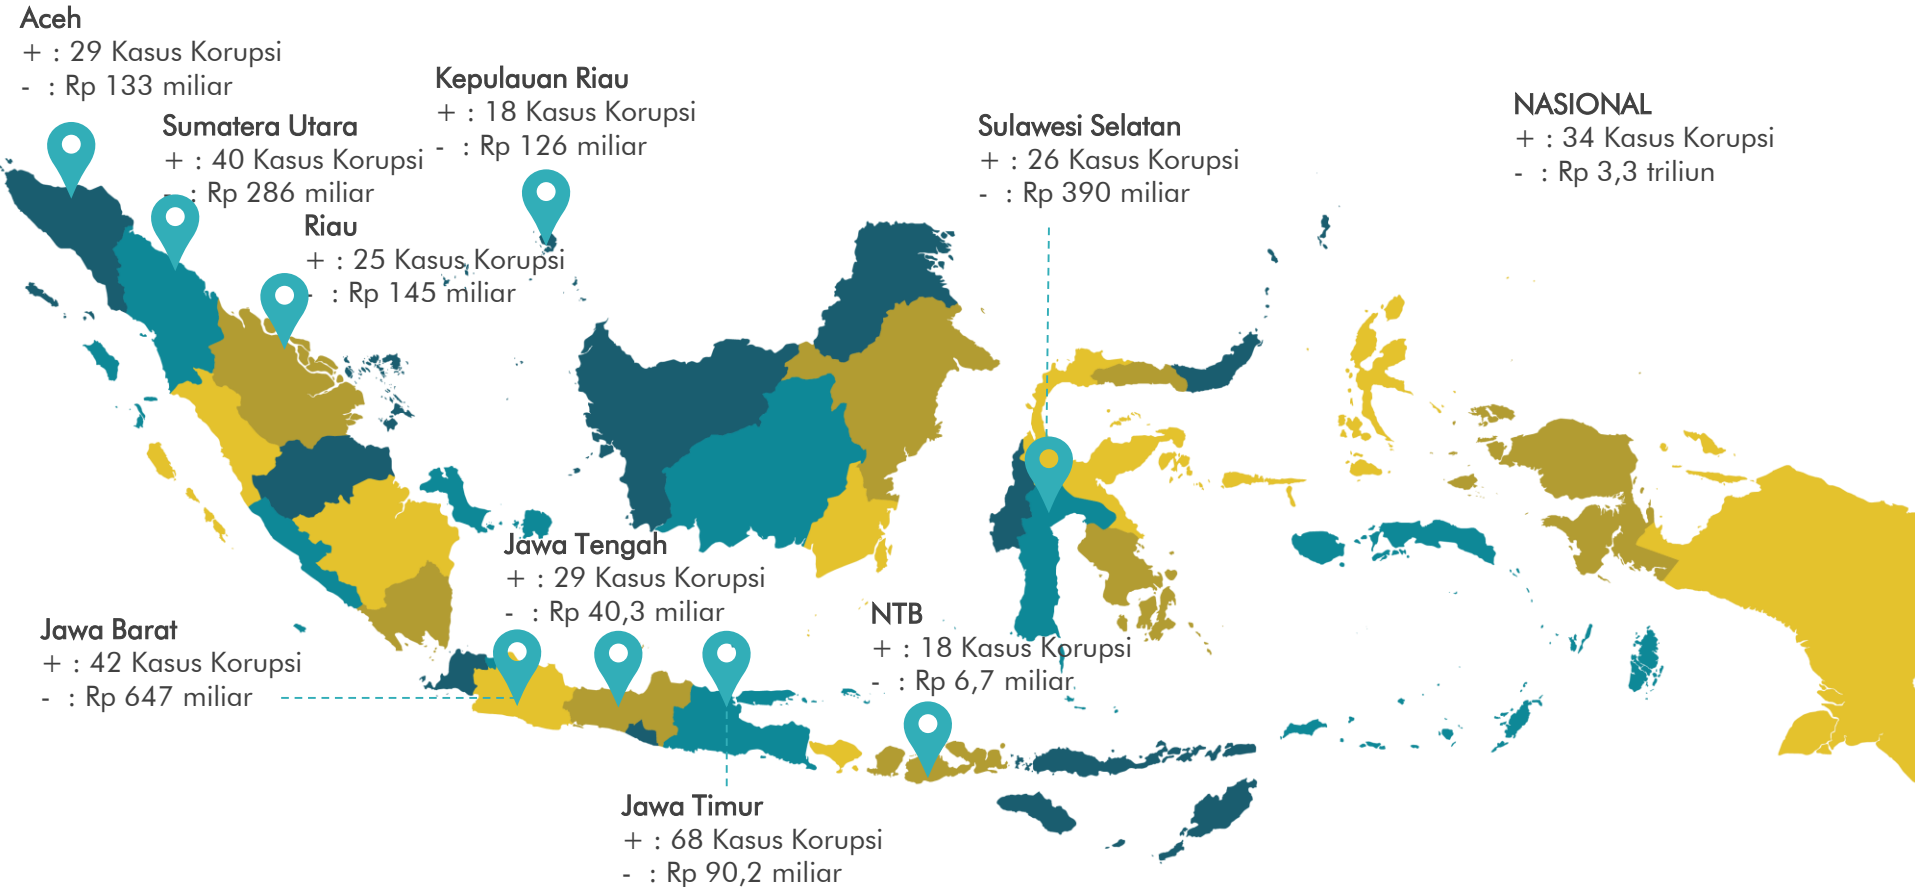 Aceh
+ : 29 Kasus Korupsi
- : Rp 133 miliar
Kepulauan Riau
+ : 18 Kasus Korupsi
- : Rp 126 miliar
Sumatera Utara
+ : 40 Kasus Korupsi
- : Rp 286 miliar
Riau
+ : 25 Kasus Korupsi
- : Rp 145 miliar
Sulawesi Selatan
+ : 26 Kasus Korupsi
- : Rp 390 miliar
NASIONAL
+ : 34 Kasus Korupsi
- : Rp 3,3 triliun
Jawa Tengah
+ : 29 Kasus Korupsi
- : Rp 40,3 miliar
Jawa Barat
+ : 42 Kasus Korupsi
- : Rp 647 miliar
NTB
+ : 18 Kasus Korupsi
- : Rp 6,7 miliar
Jawa Timur
+ : 68 Kasus Korupsi
- : Rp 90,2 miliar